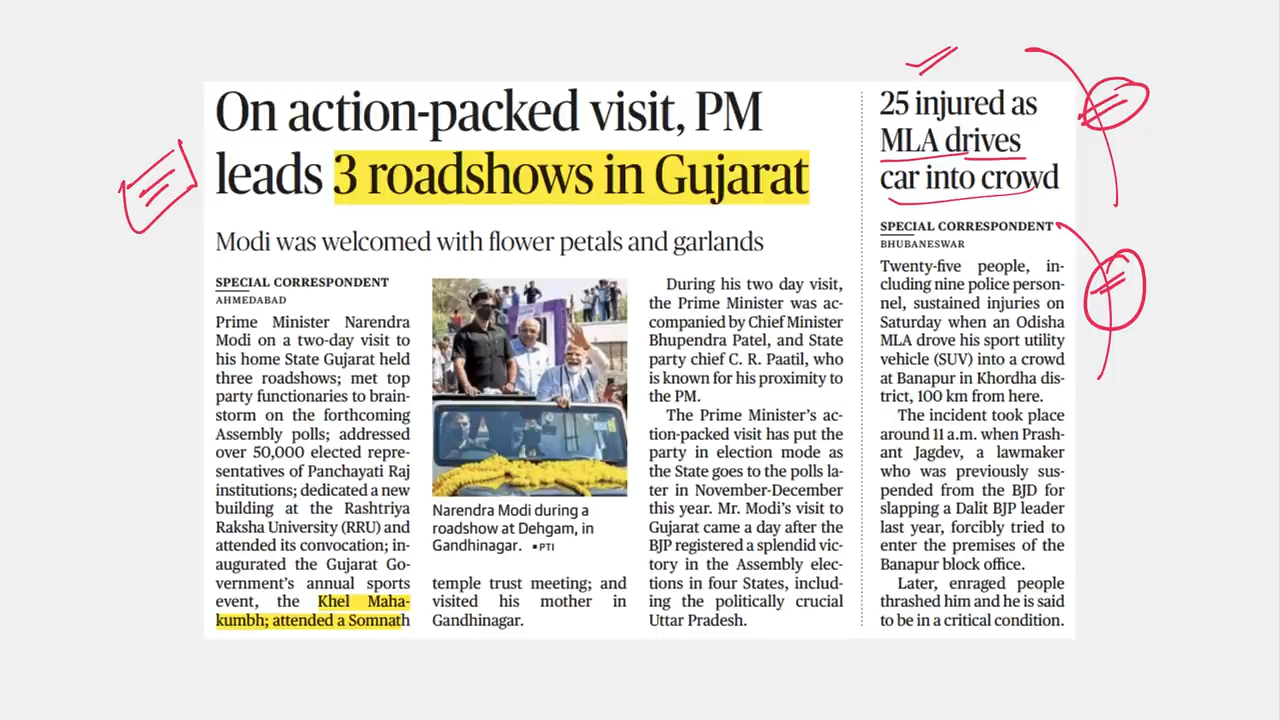 On action-packed visit, PM
leads 3 roadshows in Gujarat
Modi was welcomed with flower petals and garlands
SPECIAL CORRESPONDENT
AHMEDABAD
Prime Minister Narendra
Modi on a two-day visit to
his home State Gujarat held
three roadshows; met top
party functionaries to brain-
storm on the forthcoming
Assembly polls; addressed
over 50,000 elected repre-
sentatives of Panchayati Raj
institutions; dedicated a new
building at the Rashtriya
Raksha University (RRU) and
attended its convocation; in-
augurated the Gujarat Go-
vernment's annual sports
event, the Khel Maha-
kumbh; attended a Somnath
Narendra Modi during a
roadshow at Dehgam, in
Gandhinagar. ▪PTI
temple trust meeting; and
visited his mother in
Gandhinagar.
During his two day visit,
the Prime Minister was ac-
companied by Chief Minister
Bhupendra Patel, and State
party chief C. R. Paatil, who
is known for his proximity to
the PM.
The Prime Minister's ac-
tion-packed visit has put the
party in election mode as
the State goes to the polls la-
ter in November-December
this year. Mr. Modi's visit to
Gujarat came a day after the
BJP registered a splendid vic-
tory in the Assembly elec-
tions in four States, includ-
ing the politically crucial
Uttar Pradesh.
25 injured as
MLA drives
car into crowd
SPECIAL CORRESPONDENT
BHUBANESWAR
Twenty-five people, in-
cluding nine police person-
nel, sustained injuries on
Saturday when an Odisha
MLA drove his sport utility
vehicle (SUV) into a crowd
at Banapur in Khordha dis-
trict, 100 km from here.
The incident took place
around 11 a.m. when Prash-
ant Jagdev, a lawmaker
who was previously sus-
pended from the BJD for
slapping a Dalit BJP leader
last year, forcibly tried to
enter the premises of the
Banapur block office.
Later, enraged people
thrashed him and he is said
to be in a critical condition.